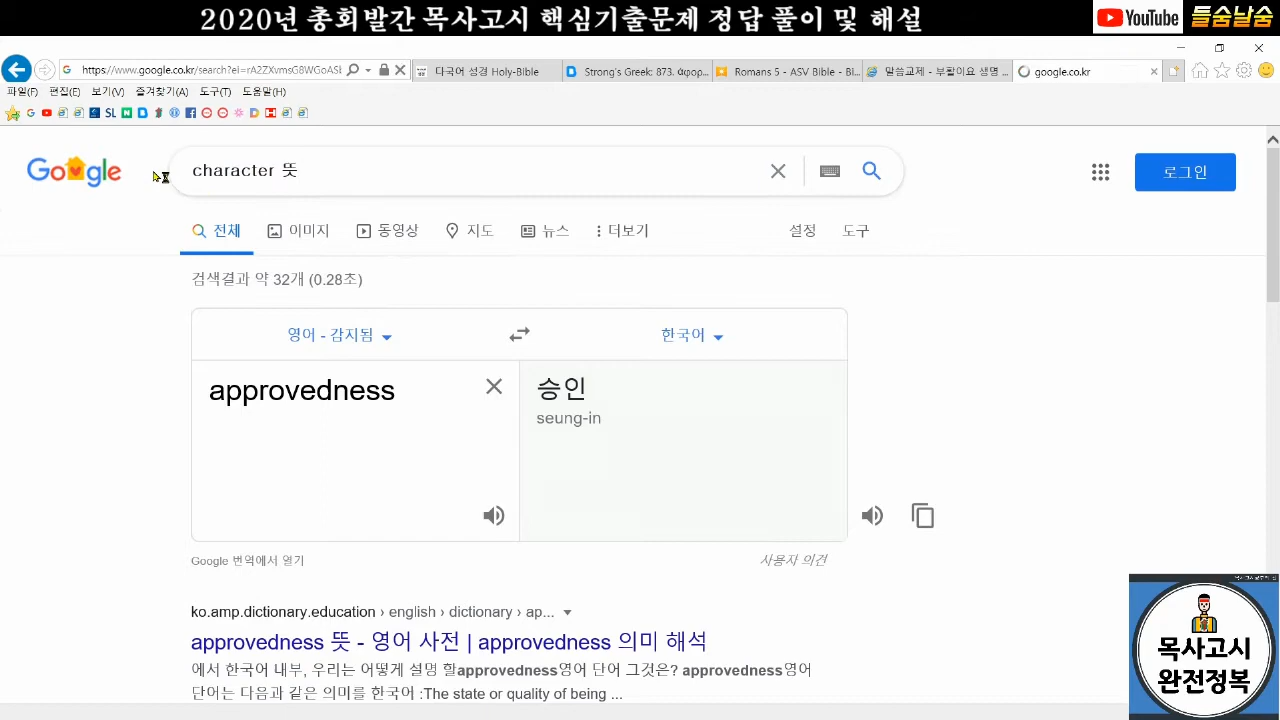 2020년 총회발간 목사고시 핵심기출문제 정답 풀이 및 해설
YouTube 들숨날숨
https://www.google.co.kr/search?ei=rA2ZXvmsG8WGoASI
다국어 성경 Holy-Bible
Strong's Greek: 873. ἀφορ...
Romans 5 - ASV Bible - Bl...
말씀교제 - 부활이요 생명 ...
google.co.kr
파일(F) 편집(E) 보기(V) 즐겨찾기(A) 도구(T) 도움말(H)
Google
character 뜻
로그인
전체 이미지 동영상 지도 뉴스 더보기 설정 도구
검색결과 약 32개 (0.28초)
영어 - 감지됨 한국어
approvedness 승인
seung-in
Google 번역에서 열기 사용자 의견
ko.amp.dictionary.education › english › dictionary › ap...
approvedness 뜻 - 영어 사전 | approvedness 의미 해석
에서 한국어 내부, 우리는 어떻게 설명 할approvedness영어 단어 그것은? approvedness영어
단어는 다음과 같은 의미를 한국어 :The state or quality of being ...
목사고시
완전정복